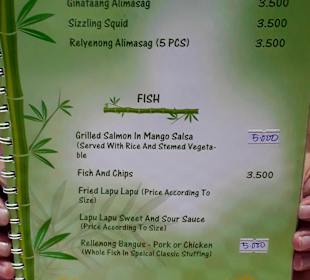 Ginataang Alimasag 3.500
Sizzling Squid 3.500
Relyenong Alimasag (5 PCS) 3.500
FISH
Grilled Salmon In Mango Salsa 5.000
(Served With Rice And Stemed Vegeta-
ble
Fish And Chips 3.500
Fried Lapu Lapu (Price According To
Size)
Lapu Lapu Sweet And Sour Sauce
(Price According To Size)
Rellenong Bangus - Pork or Chicken 5.000
(Whole Fish In Speical Classic Stuffing)